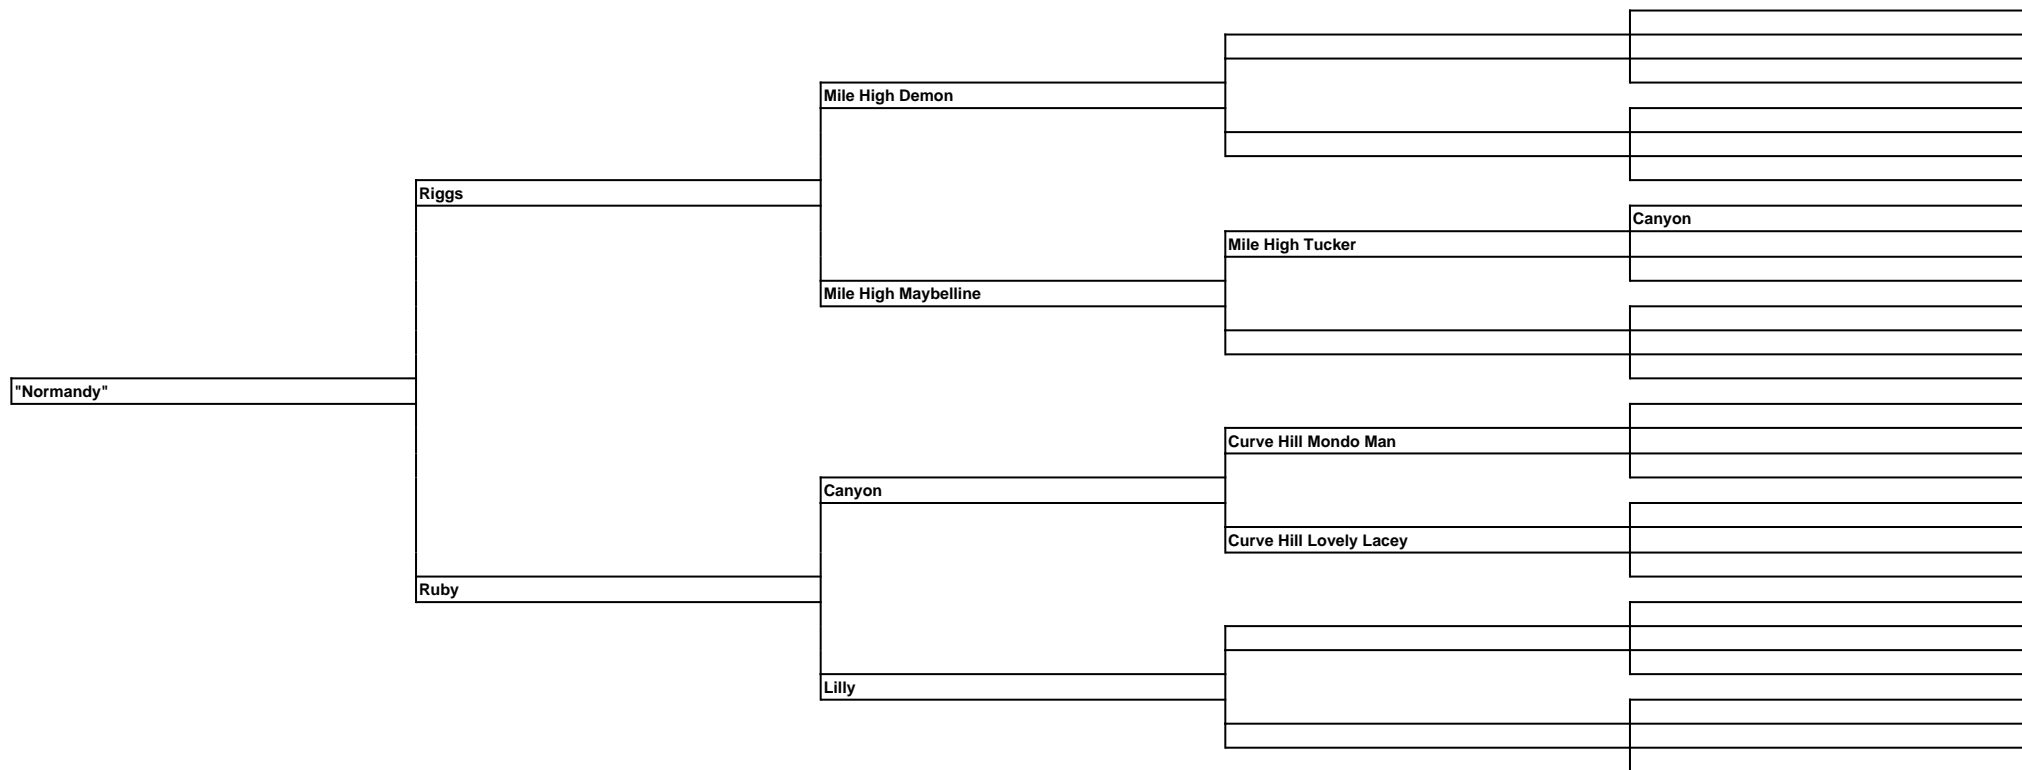 Mile High Demon
Riggs
Canyon
Mile High Tucker
Mile High Maybelline
"Normandy"
Curve Hill Mondo Man
Canyon
Curve Hill Lovely Lacey
Ruby
Lilly